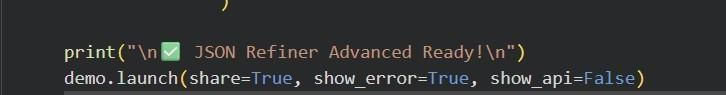 )
print("\n✅ JSON Refiner Advanced Ready!\n")
demo.launch(share=True, show_error=True, show_api=False)